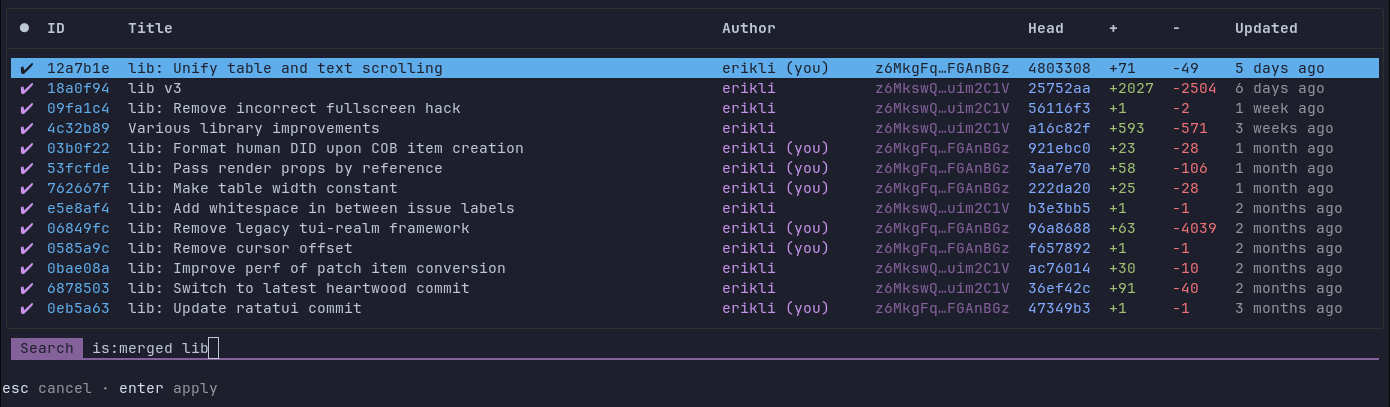 ● ID Title Author Head + - Updated
✔ 12a7b1e lib: Unify table and text scrolling erikli (you) z6MkgFq…FGAnBGz 4803308 +71 -49 5 days ago
✔ 18a0f94 lib v3 erikli z6MkswQ…uim2C1V 25752aa +2027 -2504 6 days ago
✔ 09fa1c4 lib: Remove incorrect fullscreen hack erikli z6MkswQ…uim2C1V 56116f3 +1 -2 1 week ago
✔ 4c32b89 Various library improvements erikli z6MkswQ…uim2C1V a16c82f +593 -571 3 weeks ago
✔ 03b0f22 lib: Format human DID upon COB item creation erikli (you) z6MkgFq…FGAnBGz 921ebc0 +23 -28 1 month ago
✔ 53fcfde lib: Pass render props by reference erikli (you) z6MkgFq…FGAnBGz 3aa7e70 +58 -106 1 month ago
✔ 762667f lib: Make table width constant erikli (you) z6MkgFq…FGAnBGz 222da20 +25 -28 1 month ago
✔ e5e8af4 lib: Add whitespace in between issue labels erikli z6MkswQ…uim2C1V b3e3bb5 +1 -1 2 months ago
✔ 06849fc lib: Remove legacy tui-realm framework erikli (you) z6MkgFq…FGAnBGz 96a8688 +63 -4039 2 months ago
✔ 0585a9c lib: Remove cursor offset erikli (you) z6MkgFq…FGAnBGz f657892 +1 -1 2 months ago
✔ 0bae08a lib: Improve perf of patch item conversion erikli z6MkswQ…uim2C1V ac76014 +30 -10 2 months ago
✔ 6878503 lib: Switch to latest heartwood commit erikli z6MkswQ…uim2C1V 36ef42c +91 -40 2 months ago
✔ 0eb5a63 lib: Update ratatui commit erikli (you) z6MkgFq…FGAnBGz 47349b3 +1 -1 3 months ago
Search is:merged lib
esc cancel · enter apply